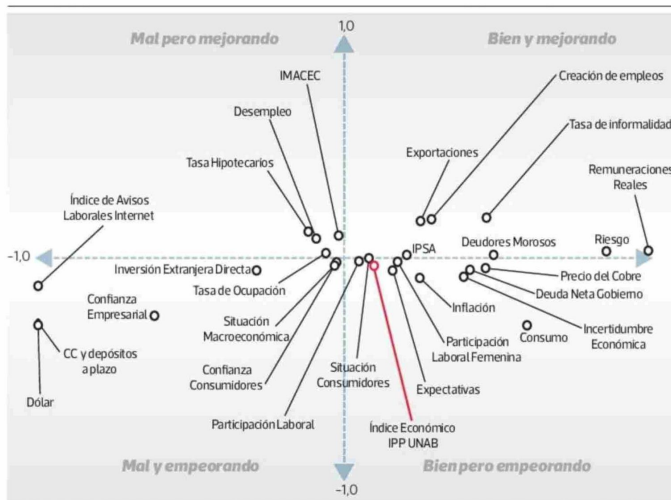 1,0
Mal pero mejorando
Bien y mejorando
IMACEC
Creación de empleos
Desempleo
Tasa de informalidad
Exportaciones
Tasa Hipotecarios
Remuneraciones
Reales
Índice de Avisos
Laborales Internet
IPSA
Deudores Morosos
Riesgo
-1,0
1,0
Inversión Extranjera Directa
Precio del Cobre
Tasa de Ocupación
Deuda Neta Gobierno
Confianza
Empresarial
Inflación
Situación
Macroeconómica
Participación
Laboral Femenina
Consumo
Incertidumbre
Económica
CC y depósitos
a plazo
Confianza
Consumidores
Situación
Consumidores
Expectativas
Dólar
Participación Laboral
Índice Económico
IPP UNAB
Mal y empeorando
Bien pero empeorando
-1,0